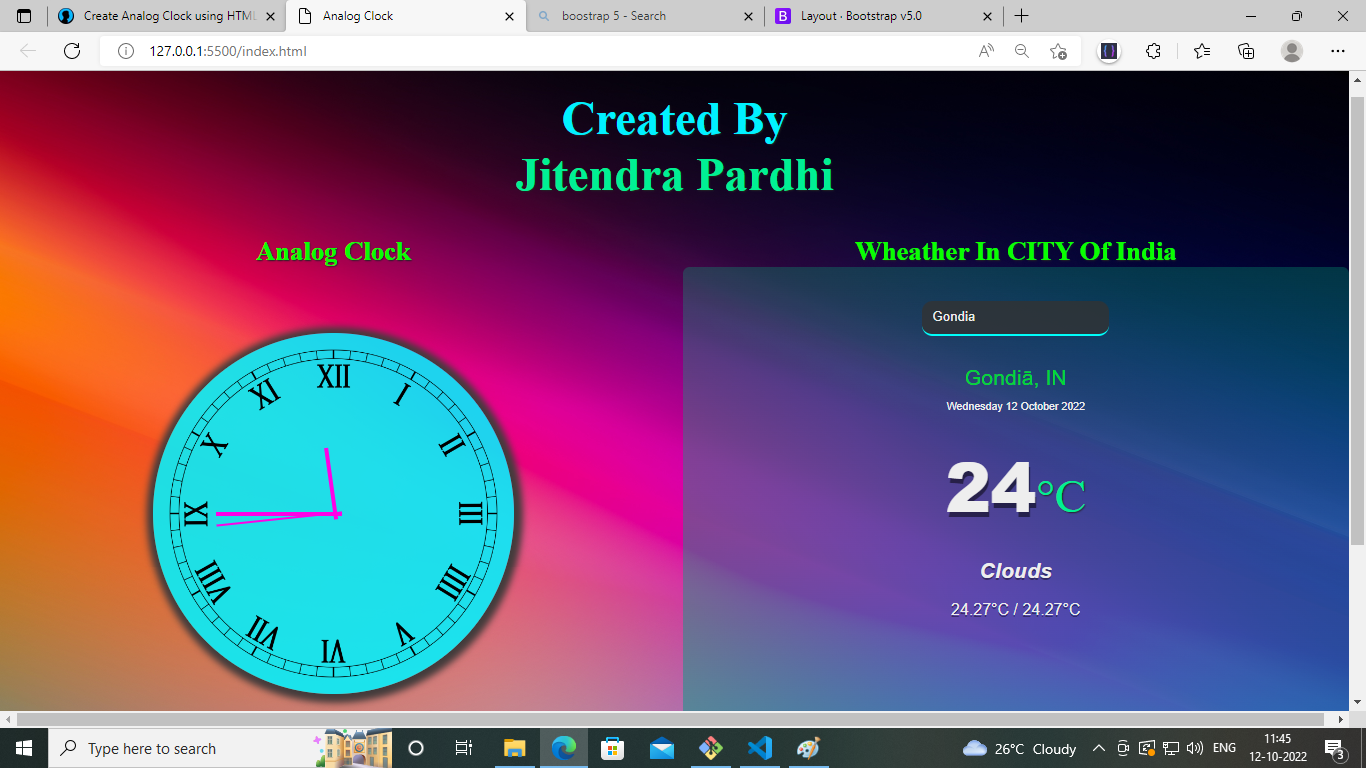 Create Analog Clock using HTML
Analog Clock
boostrap 5 - Search
Layout · Bootstrap v5.0
127.0.0.1:5500/index.html
Created By
Jitendra Pardhi
Analog Clock
Wheather In CITY Of India
XII
I
II
III
IIII
V
VI
VII
VIII
IX
X
XI
Gondia
Gondiā, IN
Wednesday 12 October 2022
24°C
Clouds
24.27°C / 24.27°C
Type here to search
26°C Cloudy
ENG
11:45
12-10-2022
3